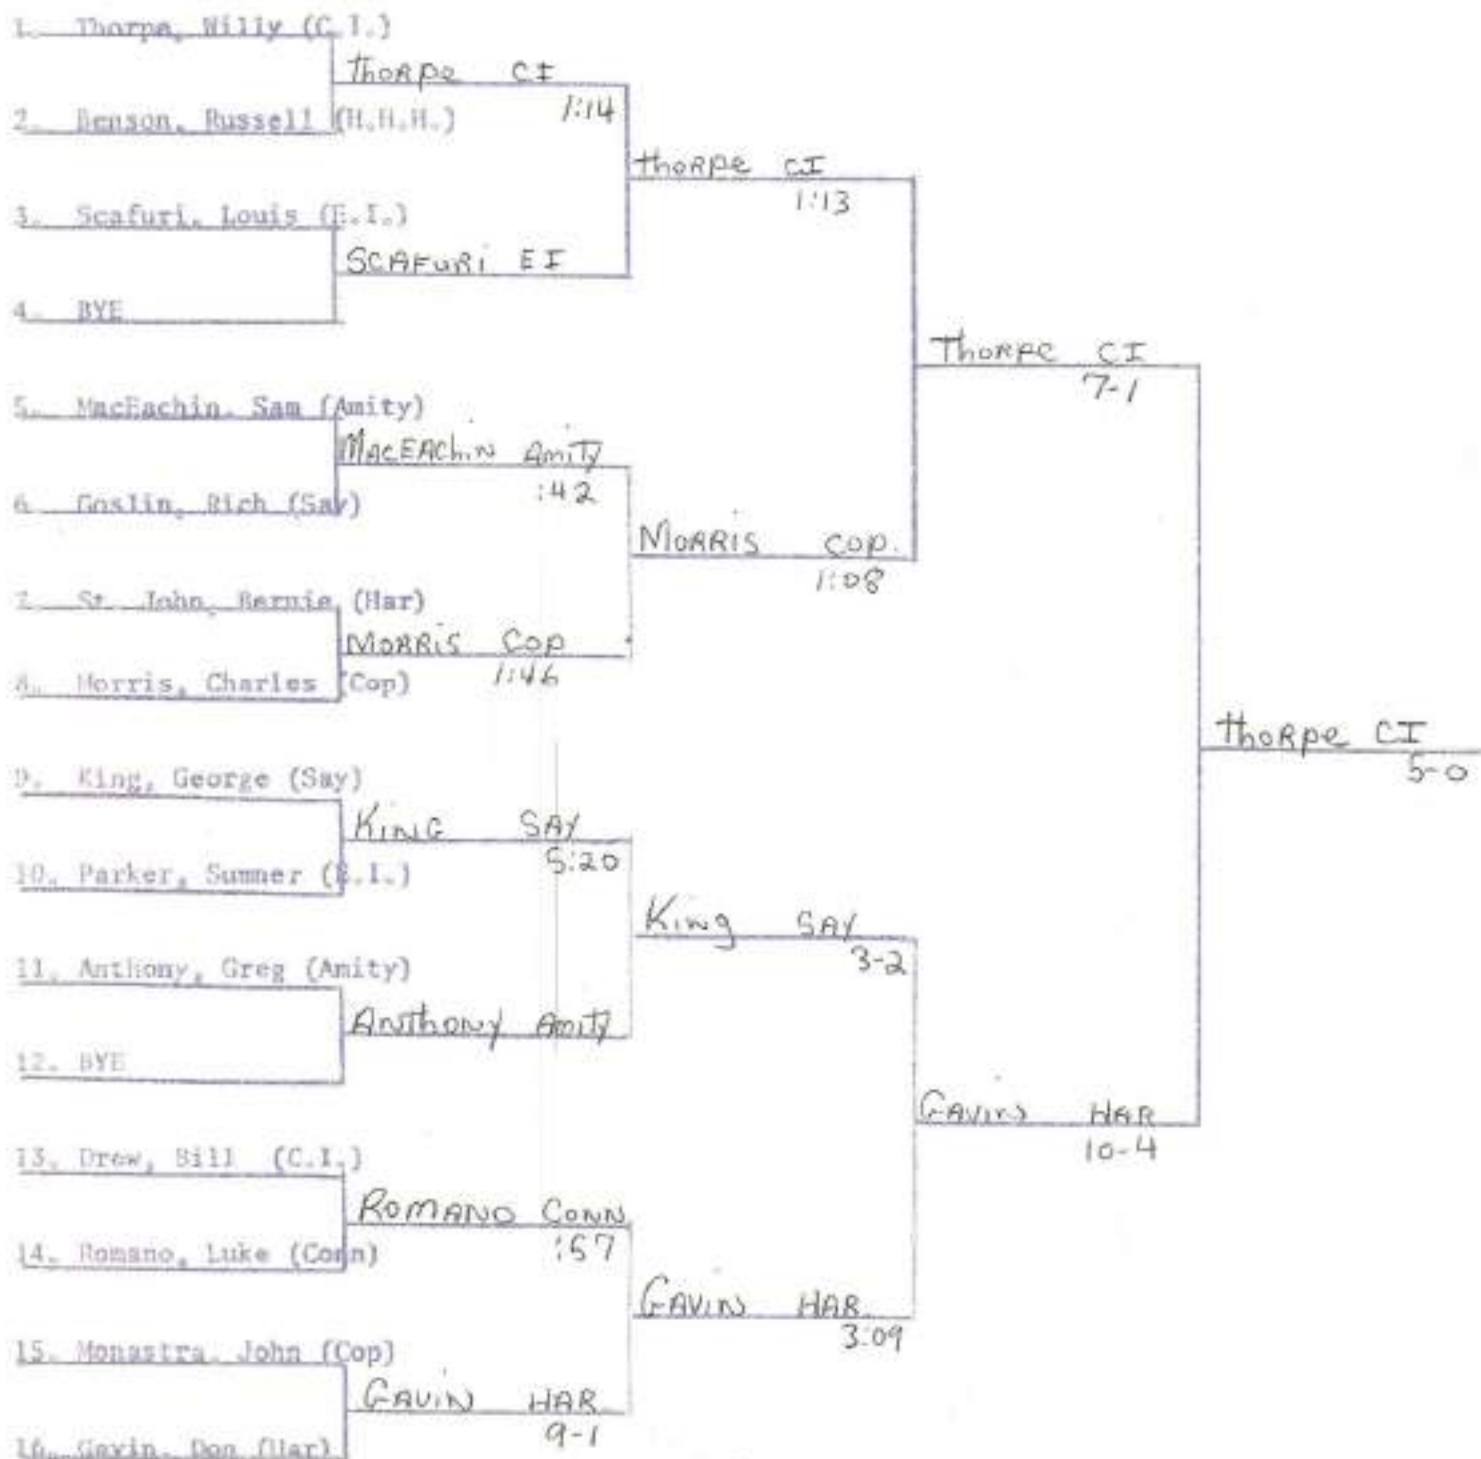 1. Thorpe, Willy (C.I.)
Thorpe CI
1:14
2. Benson, Russell (H.H.H.)
thorpe CI
1:13
3. Scafuri, Louis (E.I.)
SCAFURI EI
4. BYE
Thorpe CI
7-1
5. MacEachin, Sam (Amity)
MacEachin Amity
:42
6. Goslin, Rich (Say)
MORRIS COP.
1:08
7. St. John, Bernie (Har)
MORRIS COP
1:46
8. Morris, Charles (Cop)
thorpe CI
5-0
9. King, George (Say)
KING SAY
5:20
10. Parker, Sumner (E.I.)
King SAY
3-2
11. Anthony, Greg (Amity)
Anthony Amity
12. BYE
GAVIN HAR
10-4
13. Drew, Bill (C.I.)
ROMANO CONN
:57
14. Romano, Luke (Conn)
GAVIN HAR.
3:09
15. Monastra, John (Cop)
GAVIN HAR.
9-1
16. Gavin, Don (Har)